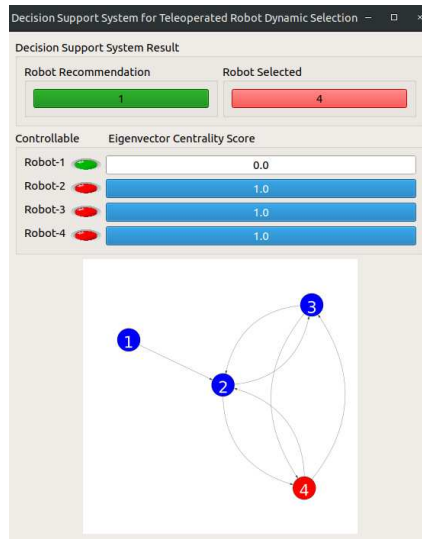 Decision Support System for Teleoperated Robot Dynamic Selection
Decision Support System Result
Robot Recommendation Robot Selected
1 4
Controllable Eigenvector Centrality Score
Robot-1 0.0
Robot-2 1.0
Robot-3 1.0
Robot-4 1.0
3
1
2
4